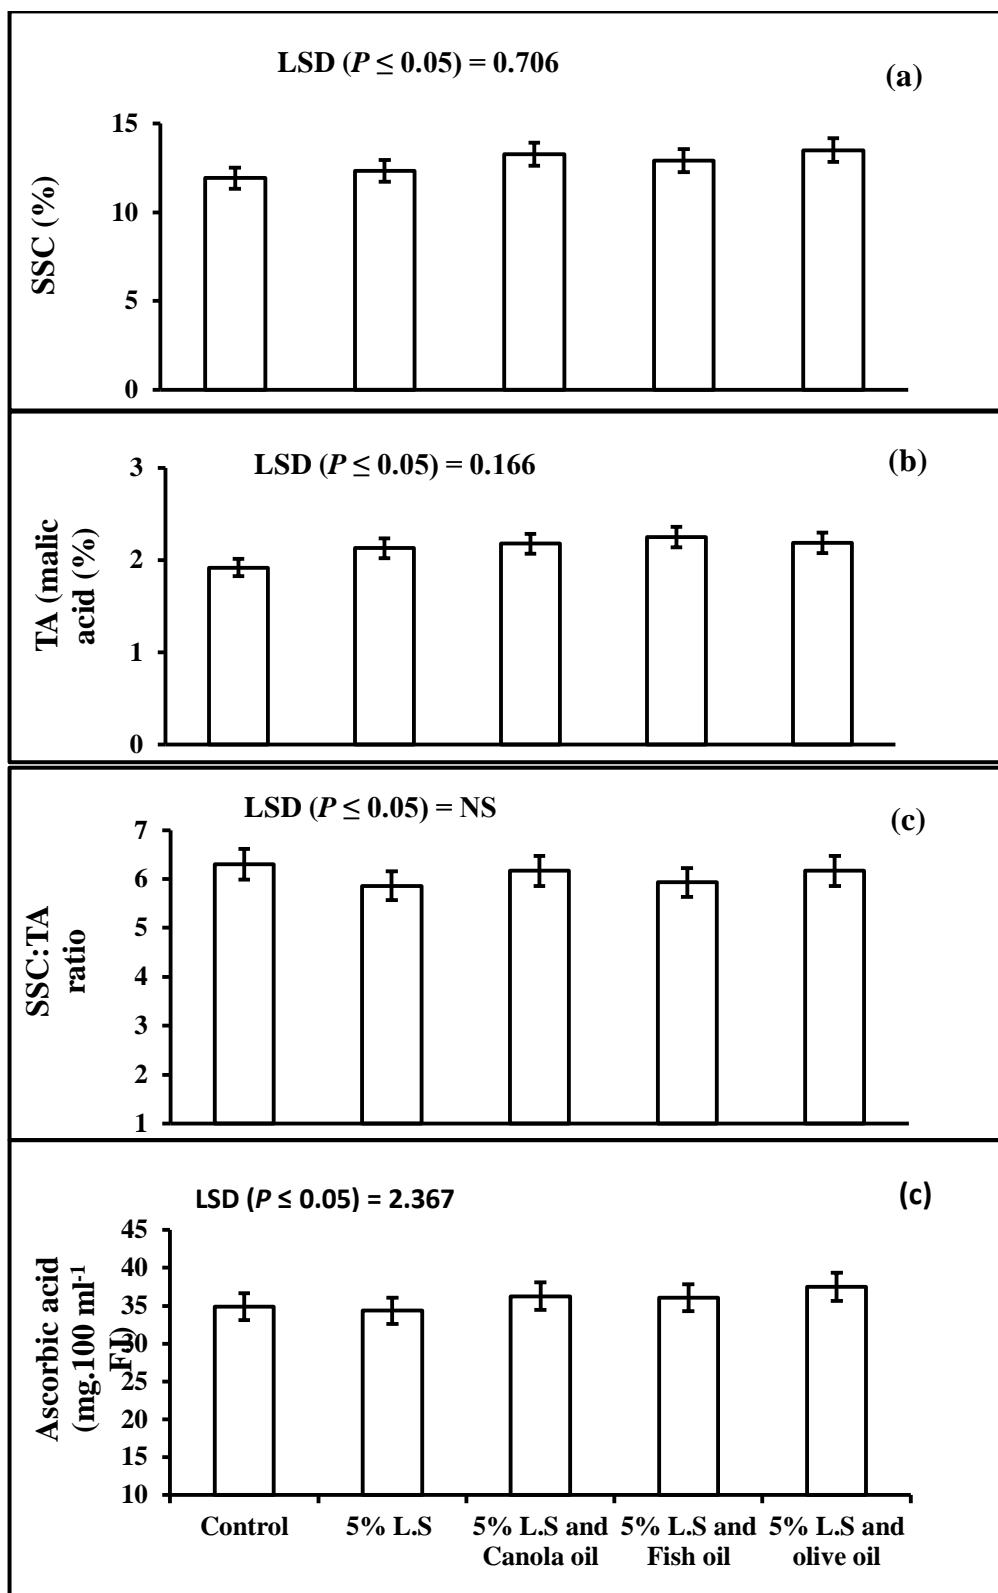 LSD (P ≤ 0.05) = 0.706
(a)
SSC (%)
15
10
5
0
LSD (P ≤ 0.05) = 0.166
(b)
TA (malic
acid (%)
3
2
1
0
LSD (P ≤ 0.05) = NS
(c)
SSC:TA
ratio
7
6
5
4
3
2
1
LSD (P ≤ 0.05) = 2.367
(c)
Ascorbic acid
(mg.100 ml⁻¹
FJ)
45
40
35
30
25
20
15
10
Control
5% L.S
5% L.S and
Canola oil
5% L.S and
Fish oil
5% L.S and
olive oil